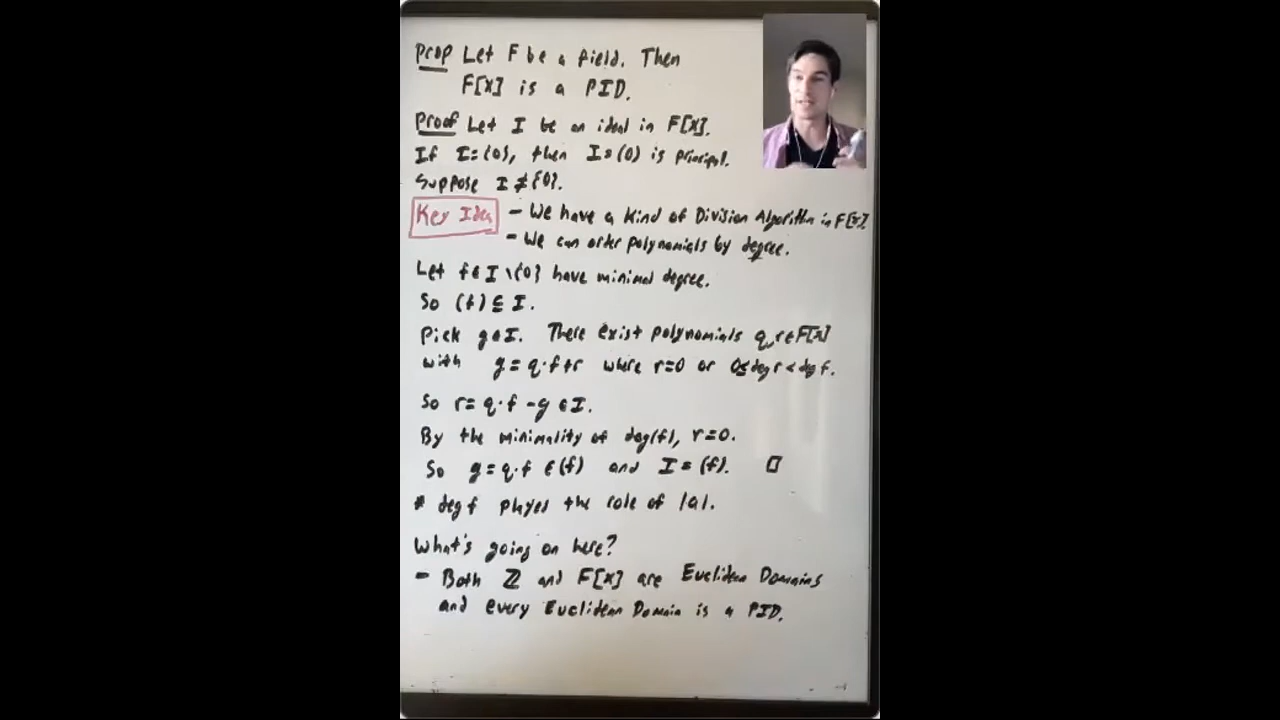 Prop Let F be a field. Then
F[x] is a PID.
Proof Let I be an ideal in F[x].
If I={0}, then I=(0) is principal.
Suppose I≠{0}.
Key Idea - We have a kind of Division Algorithm in F[x].
- We can order polynomials by degree.
Let f∈I\{0} have minimal degree.
So (f)⊆I.
Pick g∈I. There exist polynomials q,r∈F[x]
with g=q·f+r where r=0 or 0≤deg r<deg f.
So r=q·f-g∈I.
By the minimality of deg(f), r=0.
So g=q·f∈(f) and I=(f). □
* deg f played the role of |a|.
What's going on here?
- Both ℤ and F[x] are Euclidean Domains
and every Euclidean Domain is a PID.